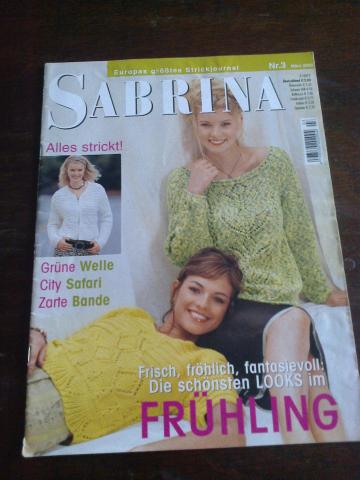 Europas größtes Strickjournal
Nr.3
SABRINA
Alles strickt!
Grüne Welle
City Safari
Zarte Bande
Frisch, fröhlich, fantasievoll:
Die schönsten LOOKS im
FRÜHLING